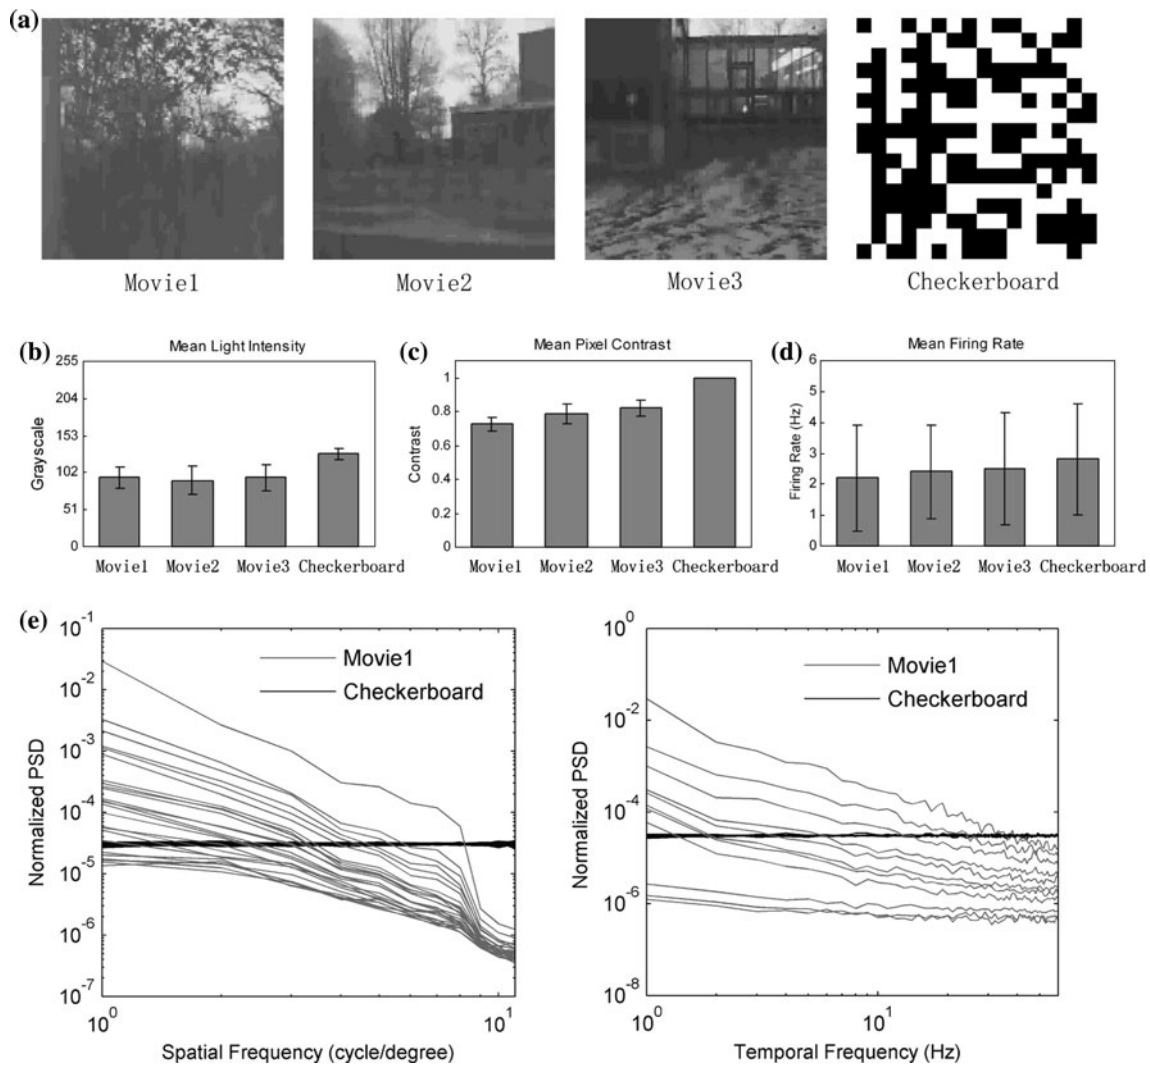 (a)
Movie1 Movie2 Movie3 Checkerboard
(b) Mean Light Intensity
Grayscale
255
204
153
102
51
0
Movie1 Movie2 Movie3 Checkerboard
(c) Mean Pixel Contrast
Contrast
1
0.8
0.6
0.4
0.2
0
Movie1 Movie2 Movie3 Checkerboard
(d) Mean Firing Rate
Firing Rate (Hz)
6
5
4
3
2
1
0
Movie1 Movie2 Movie3 Checkerboard
(e)
Normalized PSD
10^-1
10^-2
10^-3
10^-4
10^-5
10^-6
10^-7
Movie1
Checkerboard
10^0 10^1
Spatial Frequency (cycle/degree)
Normalized PSD
10^0
10^-2
10^-4
10^-6
10^-8
Movie1
Checkerboard
10^0 10^1
Temporal Frequency (Hz)